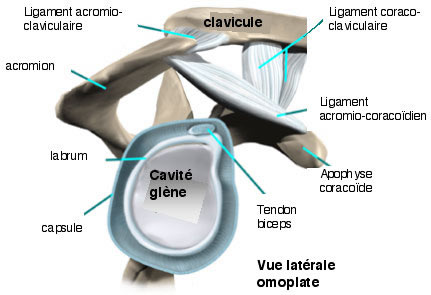 Ligament acromio-
claviculaire
clavicule
Ligament coraco-
claviculaire
acromion
Ligament
acromio-coracoïdien
labrum
Cavité
glène
Apophyse
coracoïde
capsule
Tendon
biceps
Vue latérale
omoplate